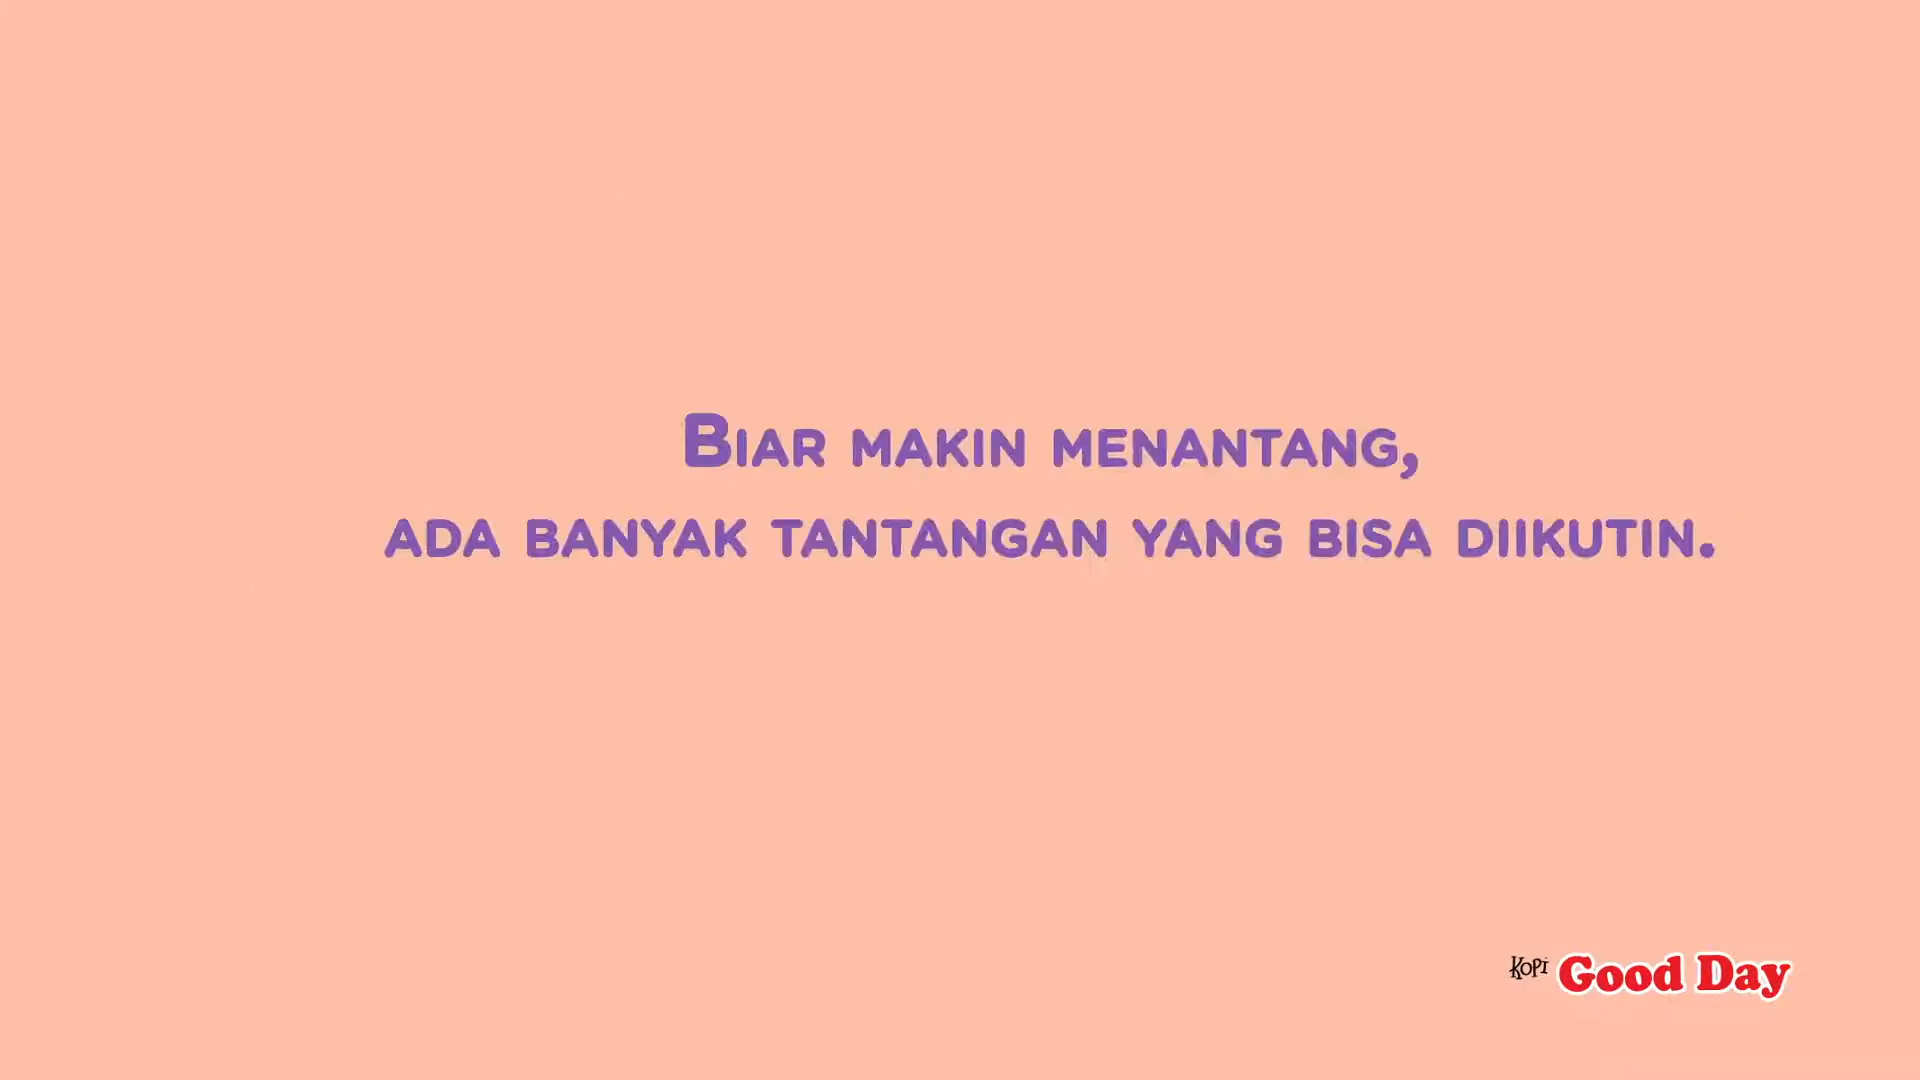 Biar makin menantang,
ada banyak tantangan yang bisa diikutin.
Kopi Good Day